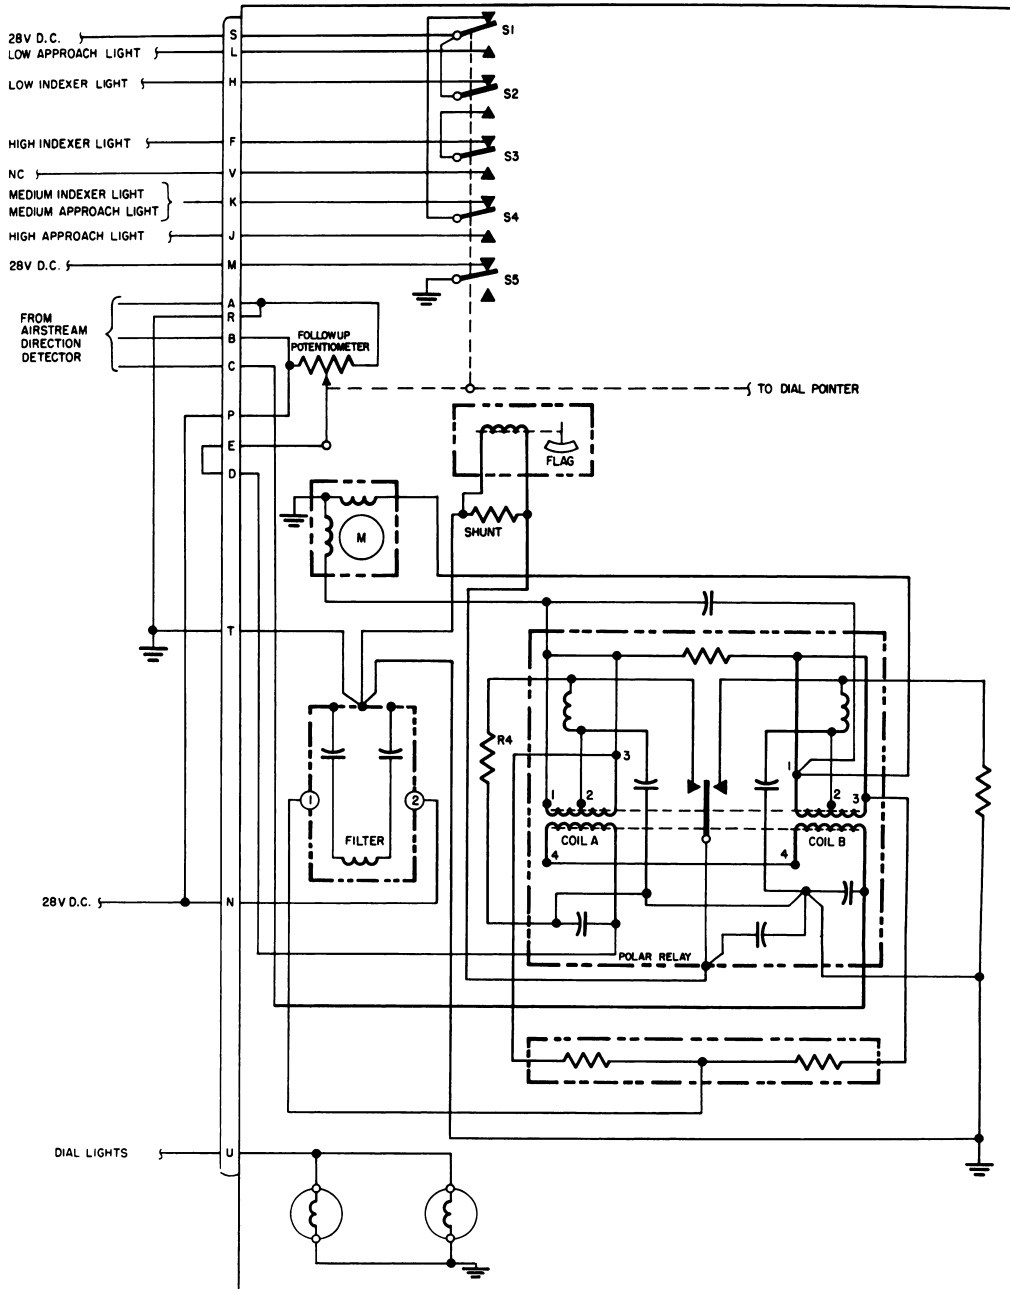 28V D.C. S S1
LOW APPROACH LIGHT L
LOW INDEXER LIGHT H
S2
HIGH INDEXER LIGHT F
S3
NC V
MEDIUM INDEXER LIGHT K
MEDIUM APPROACH LIGHT
S4
HIGH APPROACH LIGHT J
28V D.C. M
S5
A
R
FROM
AIRSTREAM
DIRECTION
DETECTOR
B
C
FOLLOWUP
POTENTIOMETER
TO DIAL POINTER
P
E
D
FLAG
SHUNT
M
T
R4
3
1
2
1
2
3
1
2
FILTER
COIL A
COIL B
4
4
28V D.C. N
POLAR RELAY
DIAL LIGHTS U